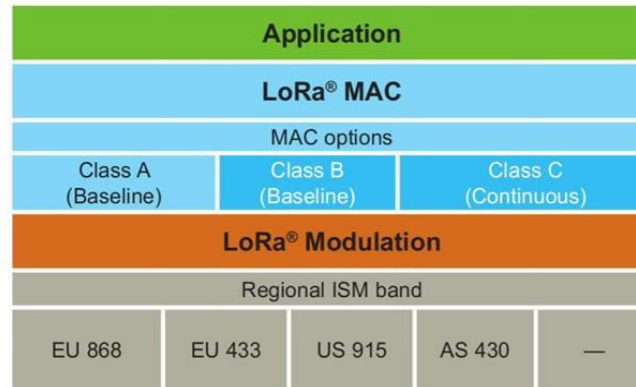 Application
LoRa® MAC
MAC options
Class A
(Baseline)
Class B
(Baseline)
Class C
(Continuous)
LoRa® Modulation
Regional ISM band
EU 868
EU 433
US 915
AS 430
—